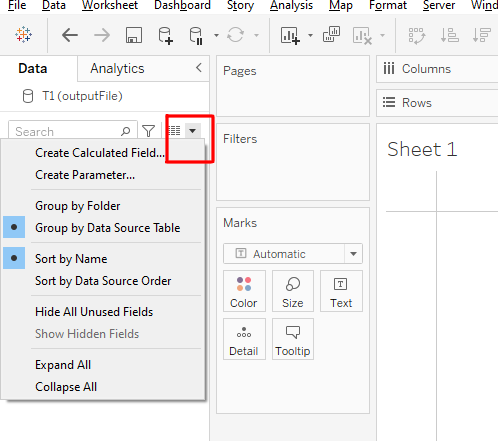 File Data Worksheet Dashboard Story Analysis Map Format Server
Data Analytics
T1 (outputFile)
Search
Create Calculated Field...
Create Parameter...
Group by Folder
Group by Data Source Table
Sort by Name
Sort by Data Source Order
Hide All Unused Fields
Show Hidden Fields
Expand All
Collapse All
Pages
Filters
Marks
T Automatic
Color Size T Text
Detail Tooltip
Columns
Rows
Sheet 1